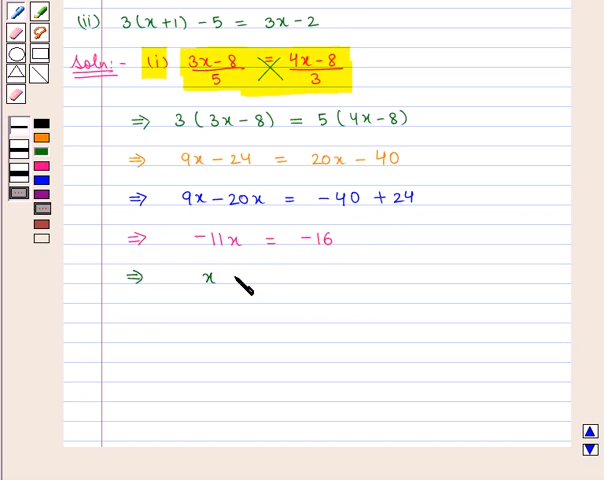 (ii) 3(x+1) - 5 = 3x - 2
Soln:- (i) (3x-8)/5 = (4x-8)/3
⇒ 3(3x-8) = 5(4x-8)
⇒ 9x - 24 = 20x - 40
⇒ 9x - 20x = -40 + 24
⇒ -11x = -16
⇒ x